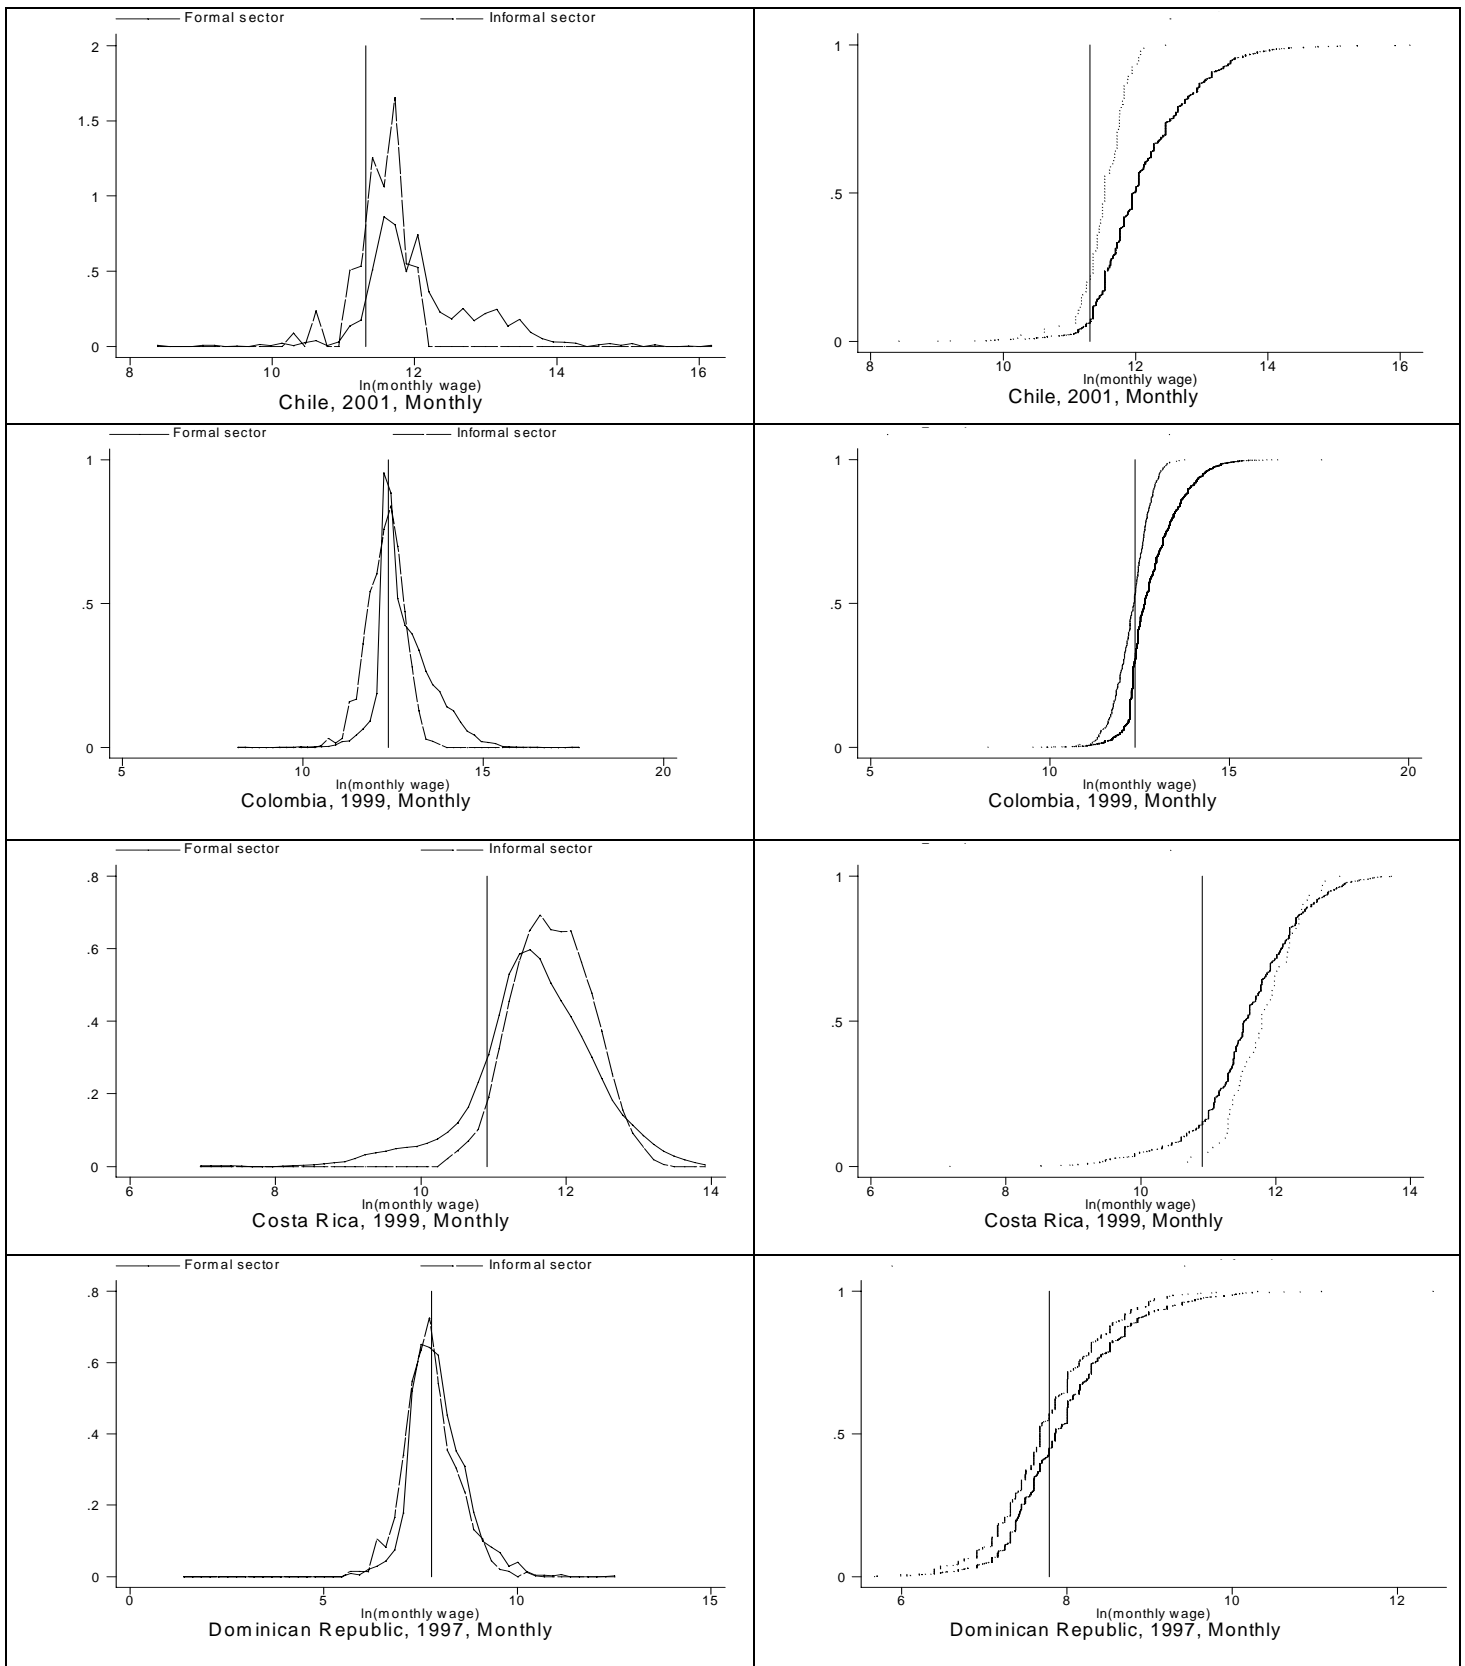 Formal sector Informal sector
2
1.5
1
.5
0
8 10 12 14 16
ln(monthly wage)
Chile, 2001, Monthly
1
.5
0
8 10 12 14 16
ln(monthly wage)
Chile, 2001, Monthly
Formal sector Informal sector
1
.5
0
5 10 15 20
ln(monthly wage)
Colombia, 1999, Monthly
1
.5
0
5 10 15 20
ln(monthly wage)
Colombia, 1999, Monthly
Formal sector Informal sector
.8
.6
.4
.2
0
6 8 10 12 14
ln(monthly wage)
Costa Rica, 1999, Monthly
1
.5
0
6 8 10 12 14
ln(monthly wage)
Costa Rica, 1999, Monthly
Formal sector Informal sector
.8
.6
.4
.2
0
0 5 10 15
ln(monthly wage)
Dominican Republic, 1997, Monthly
1
.5
0
6 8 10 12
ln(monthly wage)
Dominican Republic, 1997, Monthly